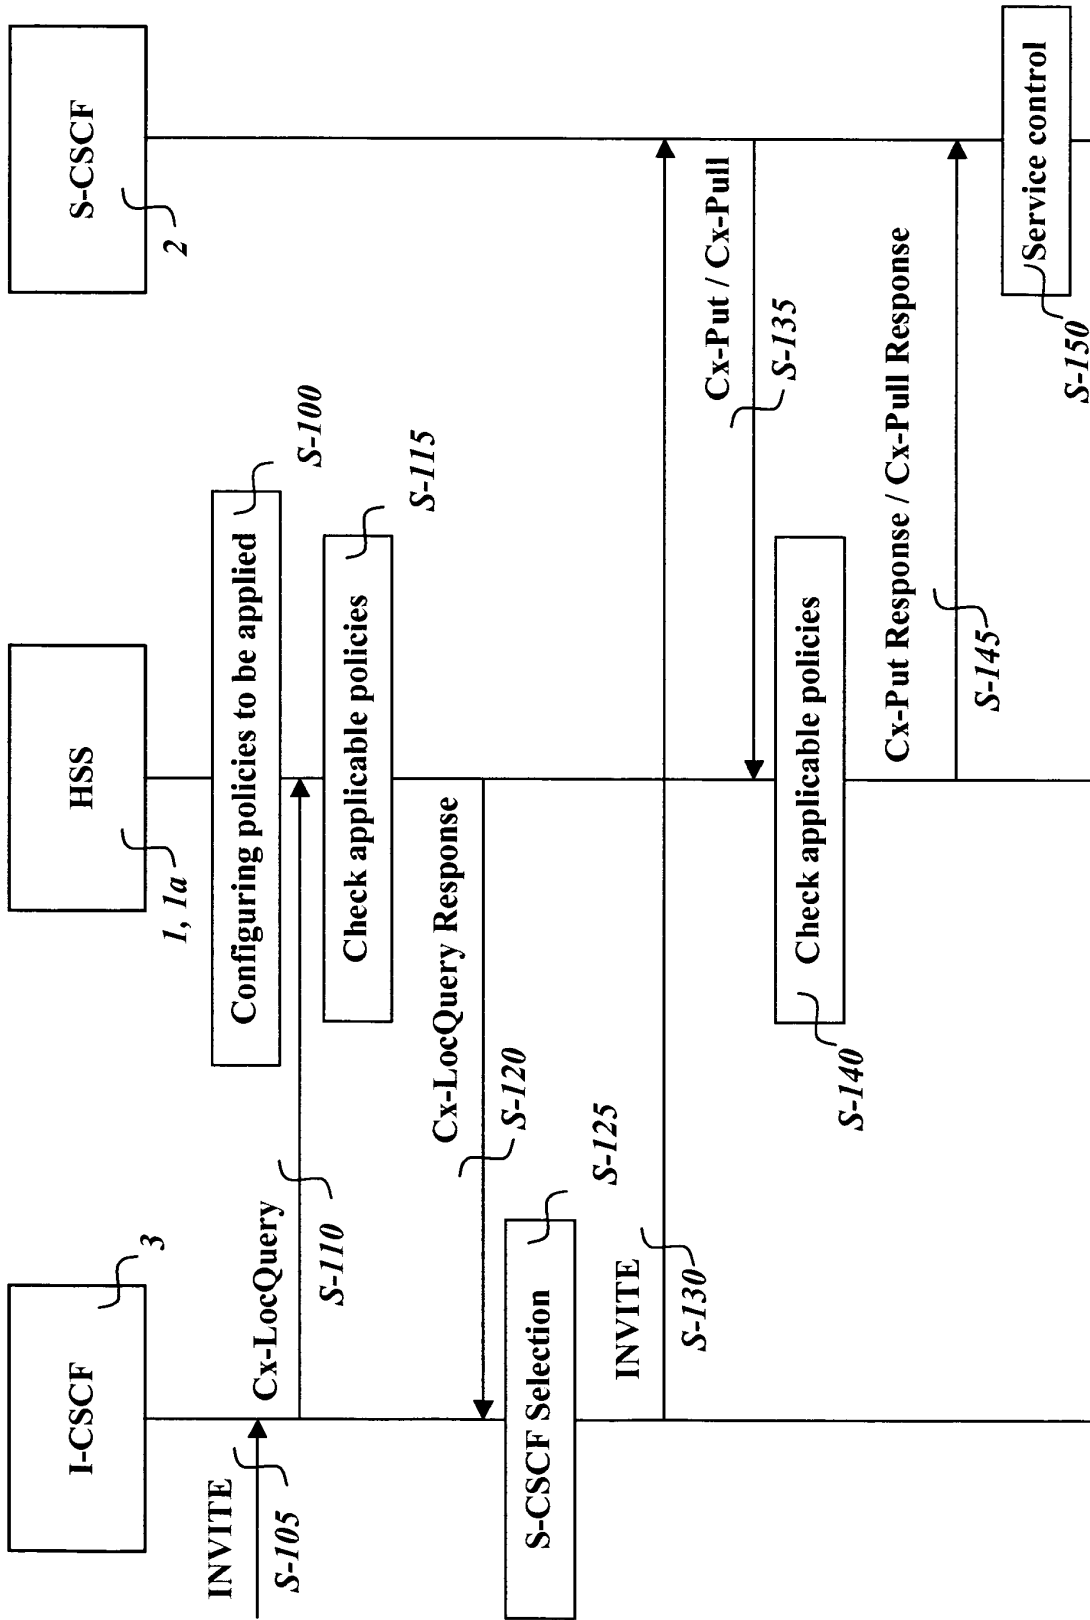 I-CSCF
3
HSS
1, 1a
S-CSCF
2
Configuring policies to be applied
S-100
INVITE
S-105
Cx-LocQuery
S-110
Check applicable policies
S-115
Cx-LocQuery Response
S-120
S-CSCF Selection
S-125
INVITE
S-130
Cx-Put / Cx-Pull
S-135
Check applicable policies
S-140
Cx-Put Response / Cx-Pull Response
S-145
Service control
S-150